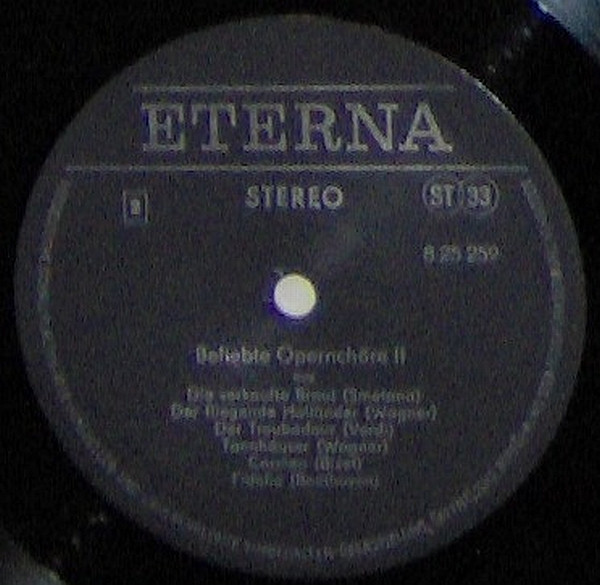 ETERNA
STEREO
ST 33
8 25 259
Beliebte Opernchöre II
aus
Die verkaufte Braut (Smetana)
Der fliegende Holländer (Wagner)
Der Troubadour (Verdi)
Tannhäuser (Wagner)
Carmen (Bizet)
Fidelio (Beethoven)